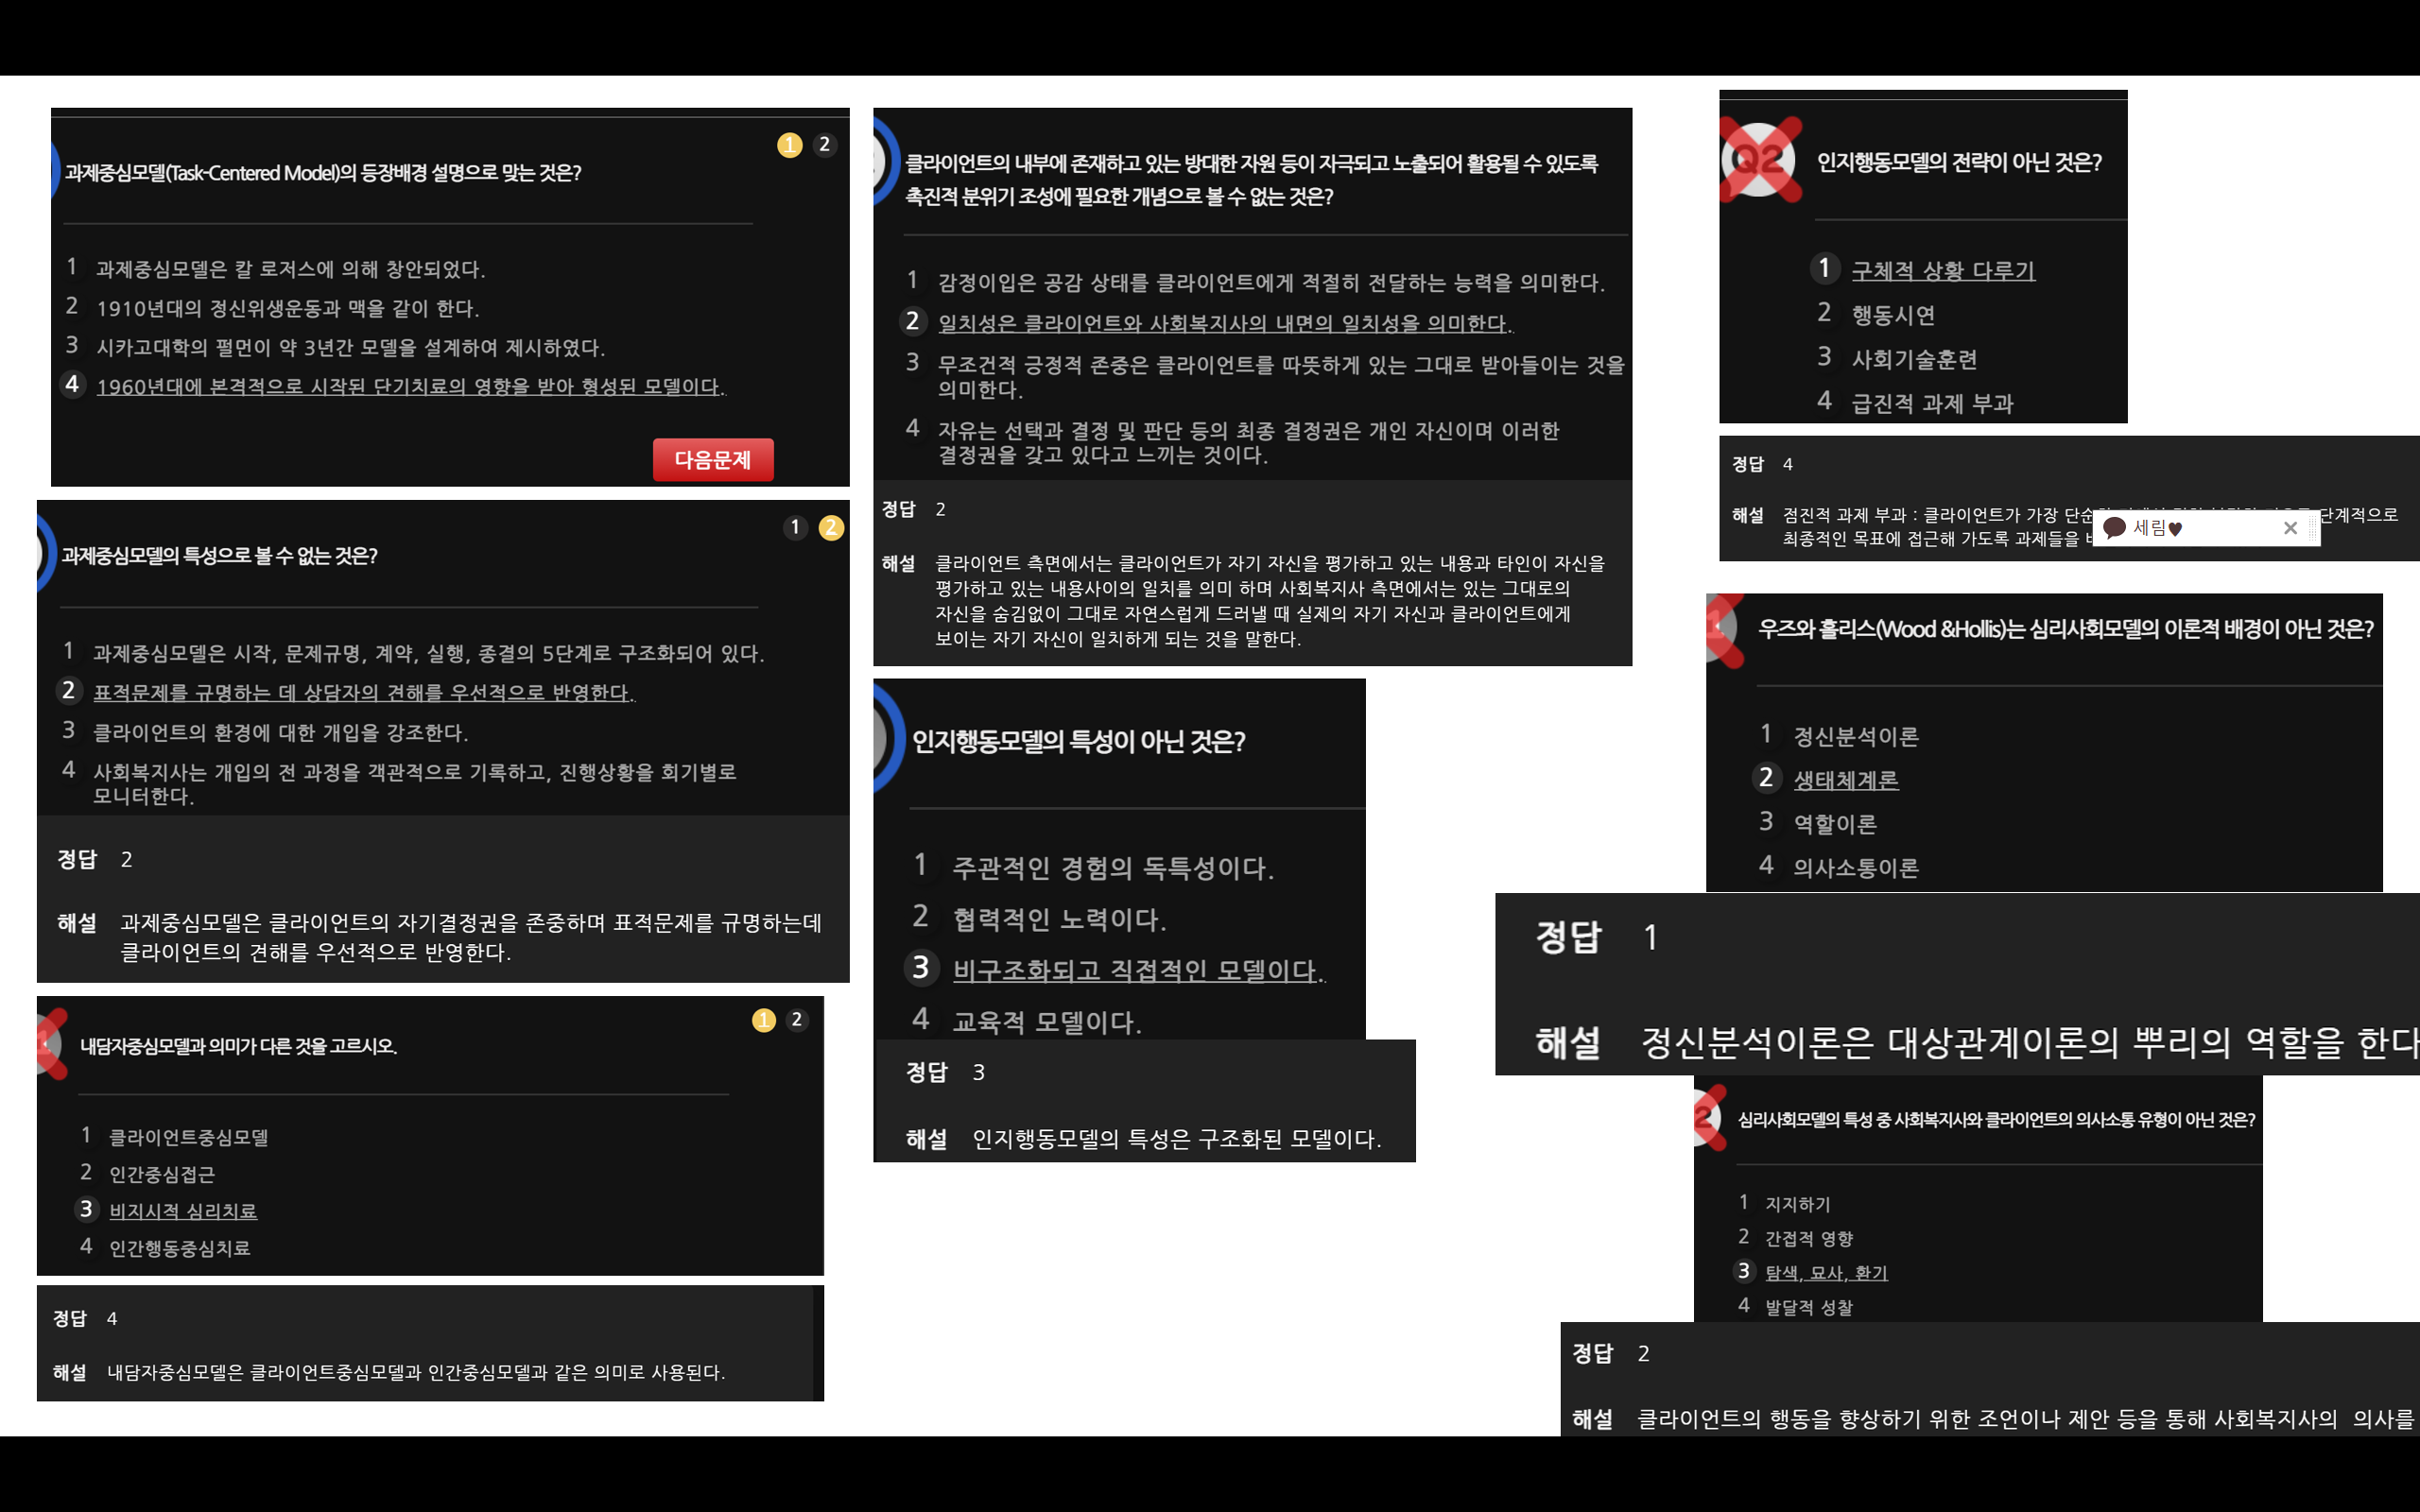 1 2
과제중심모델(Task-Centered Model)의 등장배경 설명으로 맞는 것은?
1 과제중심모델은 칼 로저스에 의해 창안되었다.
2 1910년대의 정신위생운동과 맥을 같이 한다.
3 시카고대학의 펄먼이 약 3년간 모델을 설계하여 제시하였다.
4 1960년대에 본격적으로 시작된 단기치료의 영향을 받아 형성된 모델이다.
다음문제
1 2
과제중심모델의 특성으로 볼 수 없는 것은?
1 과제중심모델은 시작, 문제규명, 계약, 실행, 종결의 5단계로 구조화되어 있다.
2 표적문제를 규명하는 데 상담자의 견해를 우선적으로 반영한다.
3 클라이언트의 환경에 대한 개입을 강조한다.
4 사회복지사는 개입의 전 과정을 객관적으로 기록하고, 진행상황을 회기별로
모니터한다.
정답 2
해설 과제중심모델은 클라이언트의 자기결정권을 존중하며 표적문제를 규명하는데
클라이언트의 견해를 우선적으로 반영한다.
1 2
내담자중심모델과 의미가 다른 것을 고르시오.
1 클라이언트중심모델
2 인간중심접근
3 비지시적 심리치료
4 인간행동중심치료
정답 4
해설 내담자중심모델은 클라이언트중심모델과 인간중심모델과 같은 의미로 사용된다.
클라이언트의 내부에 존재하고 있는 방대한 자원 등이 자극되고 노출되어 활용될 수 있도록
촉진적 분위기 조성에 필요한 개념으로 볼 수 없는 것은?
1 감정이입은 공감 상태를 클라이언트에게 적절히 전달하는 능력을 의미한다.
2 일치성은 클라이언트와 사회복지사의 내면의 일치성을 의미한다.
3 무조건적 긍정적 존중은 클라이언트를 따뜻하게 있는 그대로 받아들이는 것을
의미한다.
4 자유는 선택과 결정 및 판단 등의 최종 결정권은 개인 자신이며 이러한
결정권을 갖고 있다고 느끼는 것이다.
정답 2
해설 클라이언트 측면에서는 클라이언트가 자기 자신을 평가하고 있는 내용과 타인이 자신을
평가하고 있는 내용사이의 일치를 의미 하며 사회복지사 측면에서는 있는 그대로의
자신을 숨김없이 그대로 자연스럽게 드러낼 때 실제의 자기 자신과 클라이언트에게
보이는 자기 자신이 일치하게 되는 것을 말한다.
인지행동모델의 특성이 아닌 것은?
1 주관적인 경험의 독특성이다.
2 협력적인 노력이다.
3 비구조화되고 직접적인 모델이다.
4 교육적 모델이다.
정답 3
해설 인지행동모델의 특성은 구조화된 모델이다.
Q2 인지행동모델의 전략이 아닌 것은?
1 구체적 상황 다루기
2 행동시연
3 사회기술훈련
4 급진적 과제 부과
정답 4
해설 점진적 과제 부과 : 클라이언트가 가장 단순 단계적으로
최종적인 목표에 접근해 가도록 과제들을
세림♥
우즈와 홀리스(Wood &Hollis)는 심리사회모델의 이론적 배경이 아닌 것은?
1 정신분석이론
2 생태체계론
3 역할이론
4 의사소통이론
정답 1
해설 정신분석이론은 대상관계이론의 뿌리의 역할을 한다
2 심리사회모델의 특성 중 사회복지사와 클라이언트의 의사소통 유형이 아닌 것은?
1 지지하기
2 간접적 영향
3 탐색, 묘사, 환기
4 발달적 성찰
정답 2
해설 클라이언트의 행동을 향상하기 위한 조언이나 제안 등을 통해 사회복지사의 의사를